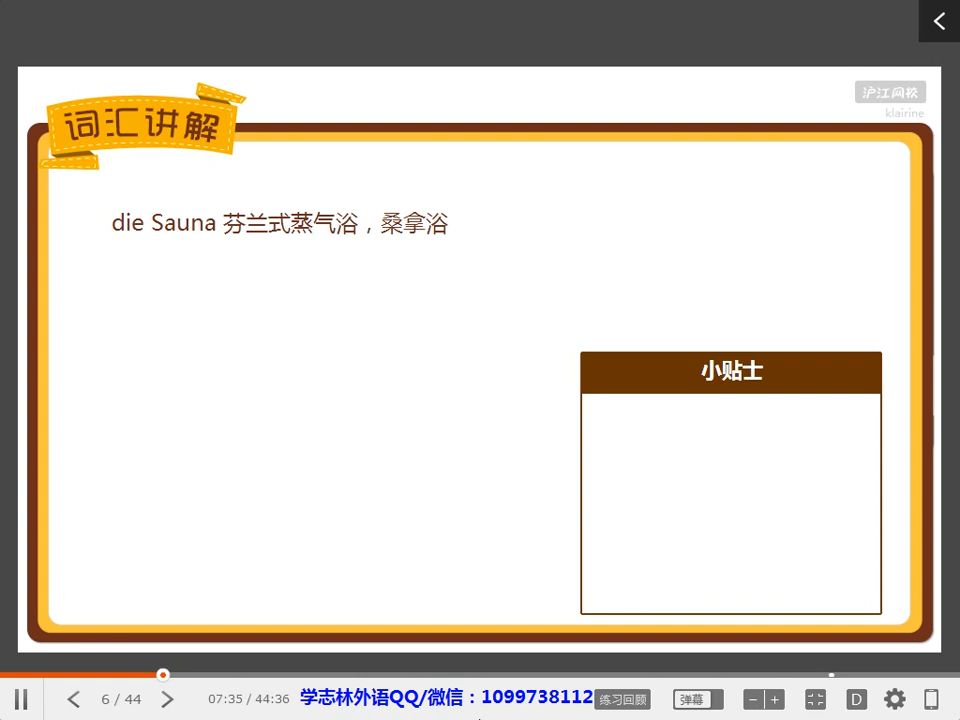 沪江网校
klairine
词汇讲解
die Sauna 芬兰式蒸气浴，桑拿浴
小贴士
6 / 44
07:35 / 44:36
学志林外语QQ/微信：1099738112
练习回顾
弹幕
D